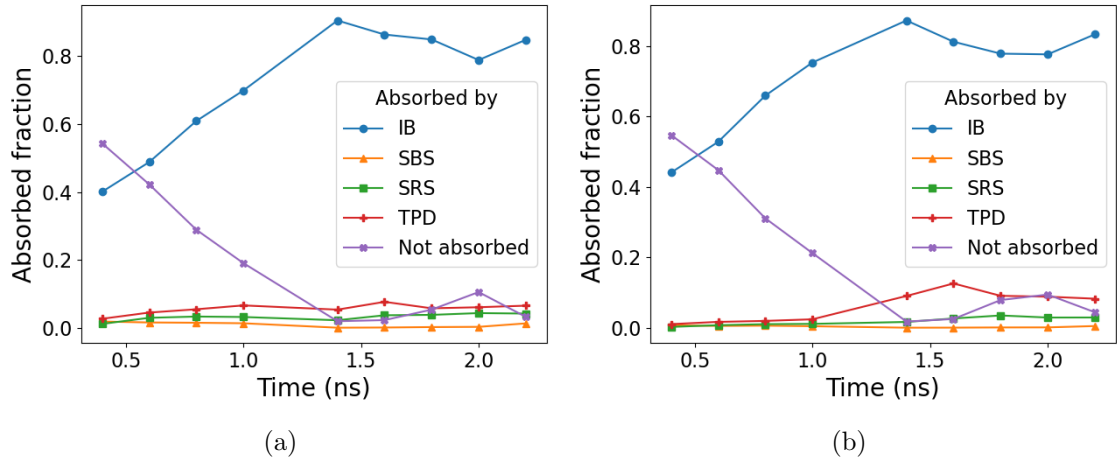 Absorbed fraction
0.8
0.6
0.4
0.2
0.0
Absorbed by
IB
SBS
SRS
TPD
Not absorbed
0.5
1.0
1.5
2.0
Time (ns)
(a)
Absorbed fraction
0.8
0.6
0.4
0.2
0.0
Absorbed by
IB
SBS
SRS
TPD
Not absorbed
0.5
1.0
1.5
2.0
Time (ns)
(b)